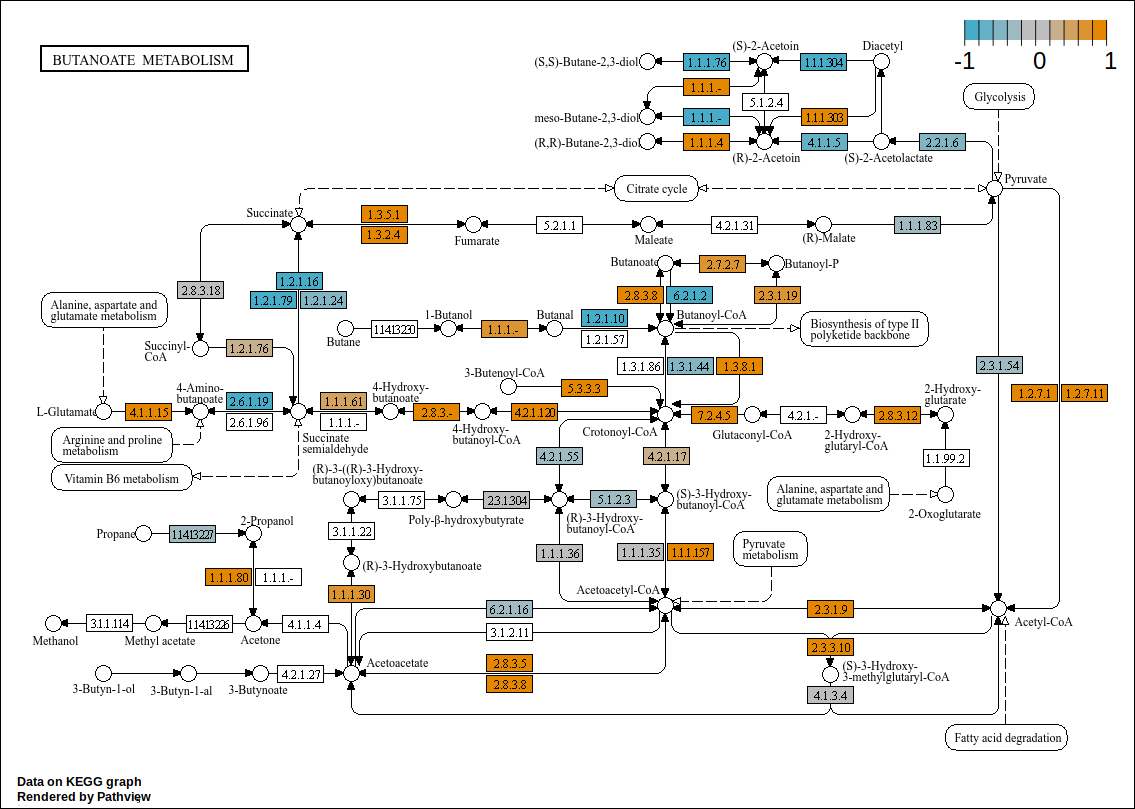 BUTANOATE METABOLISM
-1 0 1
(S)-2-Acetoin
Diacetyl
(S,S)-Butane-2,3-diol
1.1.1.76
1.1.1.304
1.1.1.-
5.1.2.4
Glycolysis
meso-Butane-2,3-diol
1.1.1.-
1.1.1.303
(R,R)-Butane-2,3-diol
1.1.1.4
4.1.1.5
2.2.1.6
(R)-2-Acetoin
(S)-2-Acetolactate
Pyruvate
Citrate cycle
Succinate
1.3.5.1
1.3.2.4
Fumarate
5.2.1.1
Maleate
4.2.1.31
(R)-Malate
1.1.1.83
Butanoate
2.7.2.7
Butanoyl-P
2.8.3.18
1.2.1.16
1.2.1.79
1.2.1.24
2.8.3.8
6.2.1.2
2.3.1.19
Alanine, aspartate and
glutamate metabolism
1-Butanol
Butanal
1.2.1.10
Butanoyl-CoA
Butane
1.14.13.230
1.1.1.-
1.2.1.57
Biosynthesis of type II
polyketide backbone
Succinyl-
CoA
1.2.1.76
1.3.1.86
1.3.1.44
1.3.8.1
2.3.1.54
3-Butenoyl-CoA
5.3.3.3
1.2.7.1
1.2.7.11
4-Amino-
butanoate
2.6.1.19
1.1.1.61
4-Hydroxy-
butanoate
2-Hydroxy-
glutarate
L-Glutamate
4.1.1.15
2.6.1.96
1.1.1.-
2.8.3.-
4.2.1.120
7.2.4.5
4.2.1.-
2.8.3.12
4-Hydroxy-
butanoyl-CoA
Crotonoyl-CoA
Glutaconyl-CoA
2-Hydroxy-
glutaryl-CoA
Arginine and proline
metabolism
Succinate
semialdehyde
Vitamin B6 metabolism
4.2.1.55
4.2.1.17
1.1.99.2
(R)-3-((R)-3-Hydroxy-
butanoyloxy)butanoate
3.1.1.75
2.3.1.304
5.1.2.3
(S)-3-Hydroxy-
butanoyl-CoA
Alanine, aspartate and
glutamate metabolism
Poly-β-hydroxybutyrate
(R)-3-Hydroxy-
butanoyl-CoA
2-Oxoglutarate
2-Propanol
Propane
1.14.13.227
3.1.1.22
1.1.1.36
1.1.1.35
1.1.1.157
Pyruvate
metabolism
(R)-3-Hydroxybutanoate
1.1.1.80
1.1.1.-
1.1.1.30
Acetoacetyl-CoA
6.2.1.16
2.3.1.9
3.1.1.114
1.14.13.226
4.1.1.4
3.1.2.11
Acetyl-CoA
Methanol
Methyl acetate
Acetone
2.3.3.10
Acetoacetate
2.8.3.5
2.8.3.8
(S)-3-Hydroxy-
3-methylglutaryl-CoA
4.2.1.27
3-Butyn-1-ol
3-Butyn-1-al
3-Butynoate
4.1.3.4
Fatty acid degradation
Data on KEGG graph
Rendered by Pathview